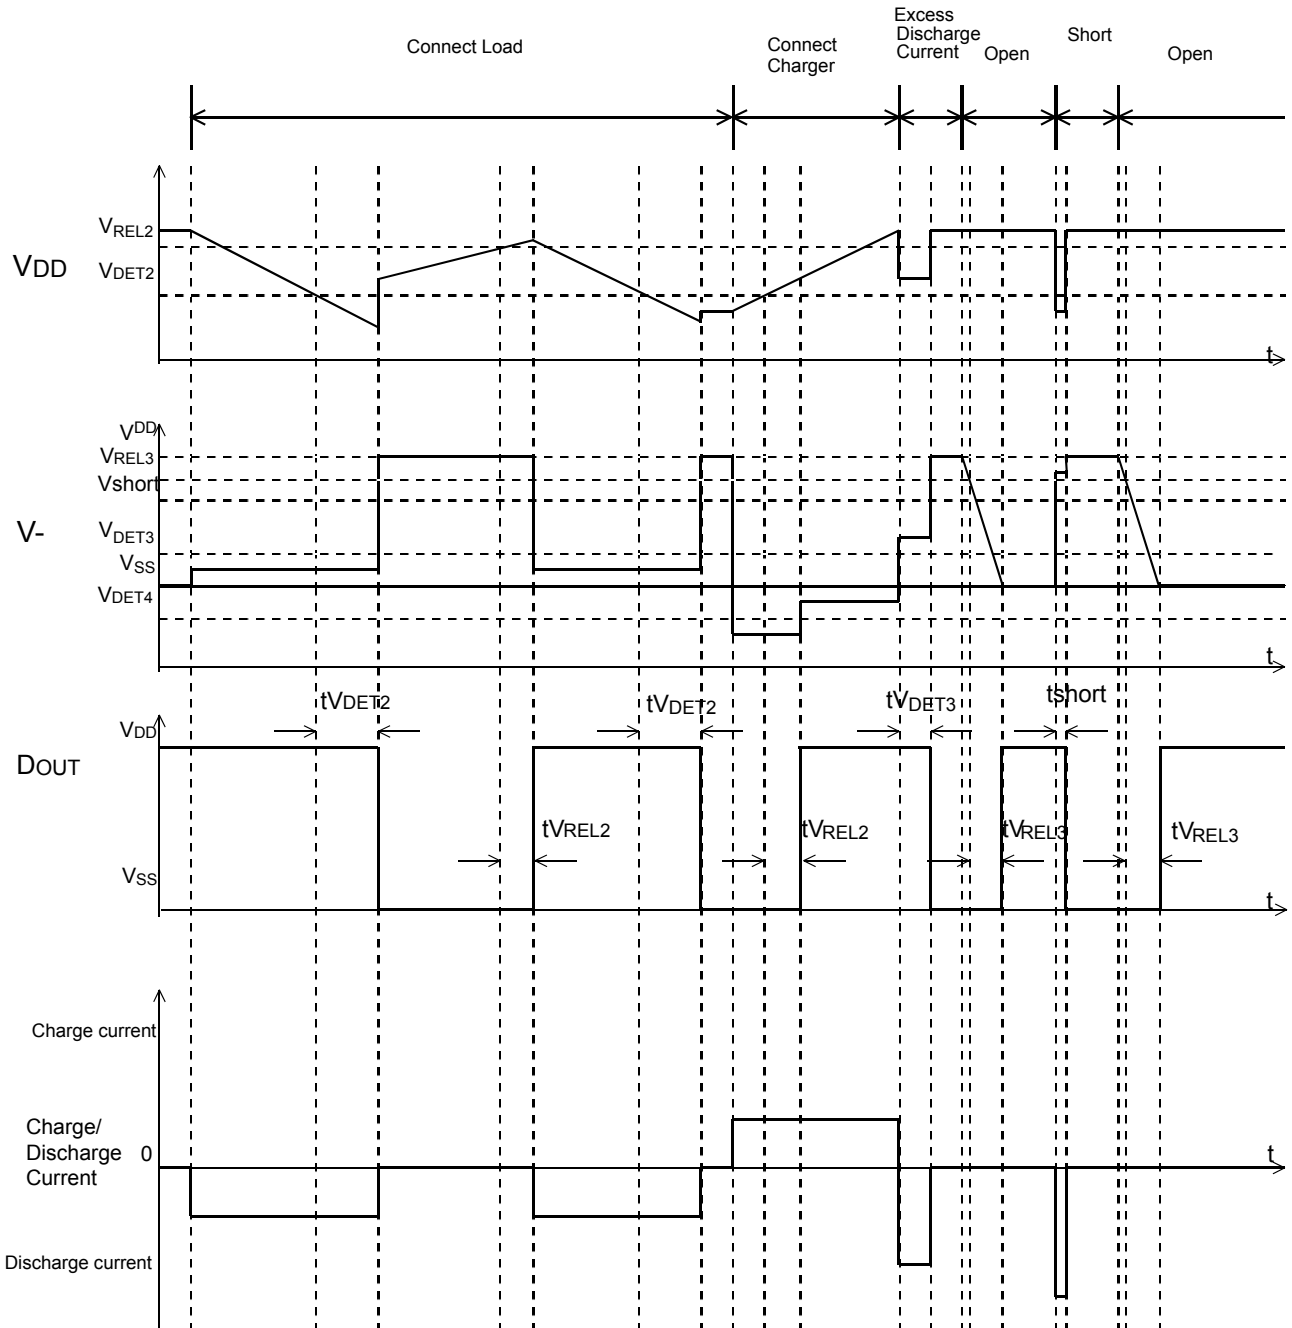 Connect Load
Connect
Charger
Excess
Discharge
Current
Open
Short
Open
VREL2
VDD
VDET2
t
VDD
VREL3
Vshort
V-
VDET3
VSS
VDET4
t
tVDET2
tVDET2
tVDET3
tshort
VDD
DOUT
tVREL2
tVREL2
tVREL3
tVREL3
VSS
t
Charge current
Charge/
Discharge 0
Current
t
Discharge current